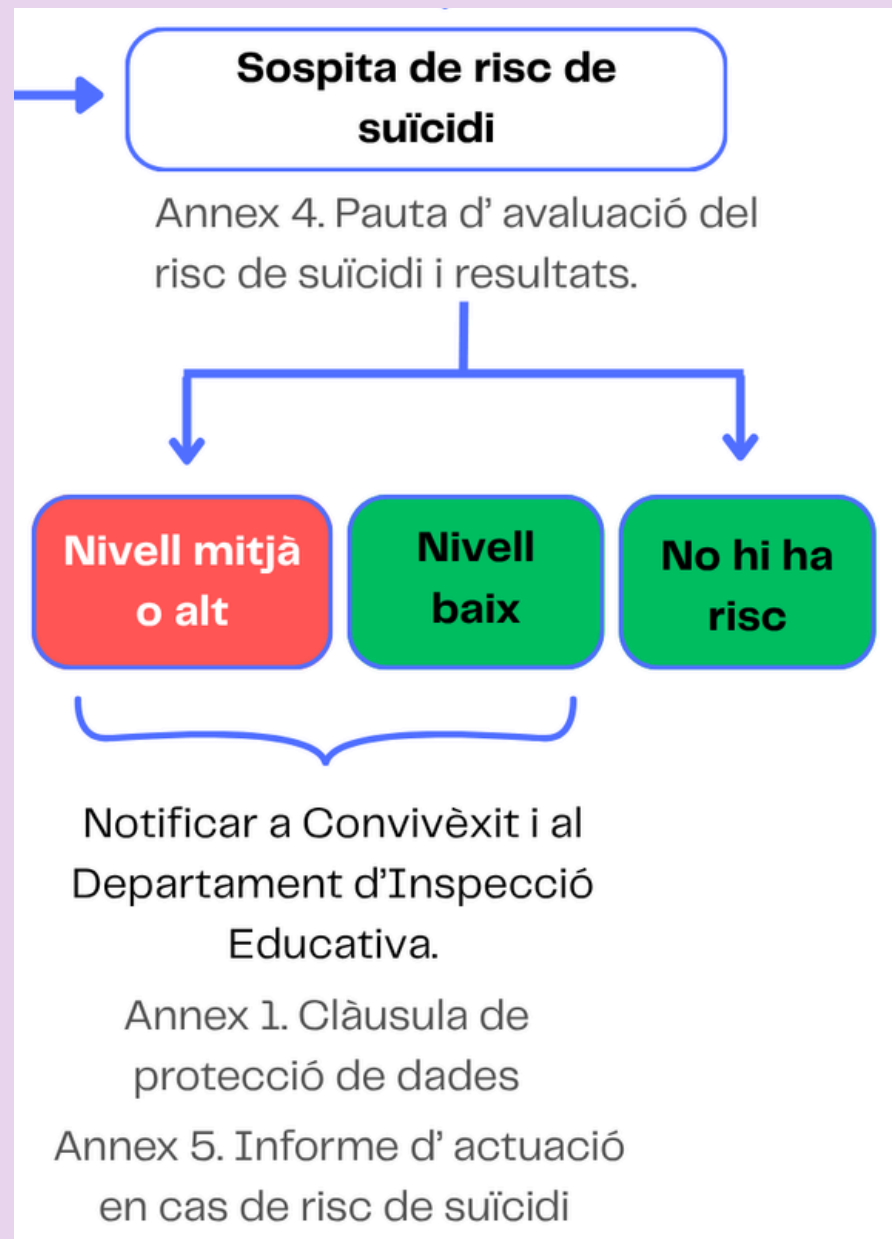 Sospita de risc de
suïcidi
Annex 4. Pauta d' avaluació del
risc de suïcidi i resultats.
Nivell mitjà
o alt
Nivell
baix
No hi ha
risc
Notificar a Convivèxit i al
Departament d'Inspecció
Educativa.
Annex 1. Clàusula de
protecció de dades
Annex 5. Informe d' actuació
en cas de risc de suïcidi